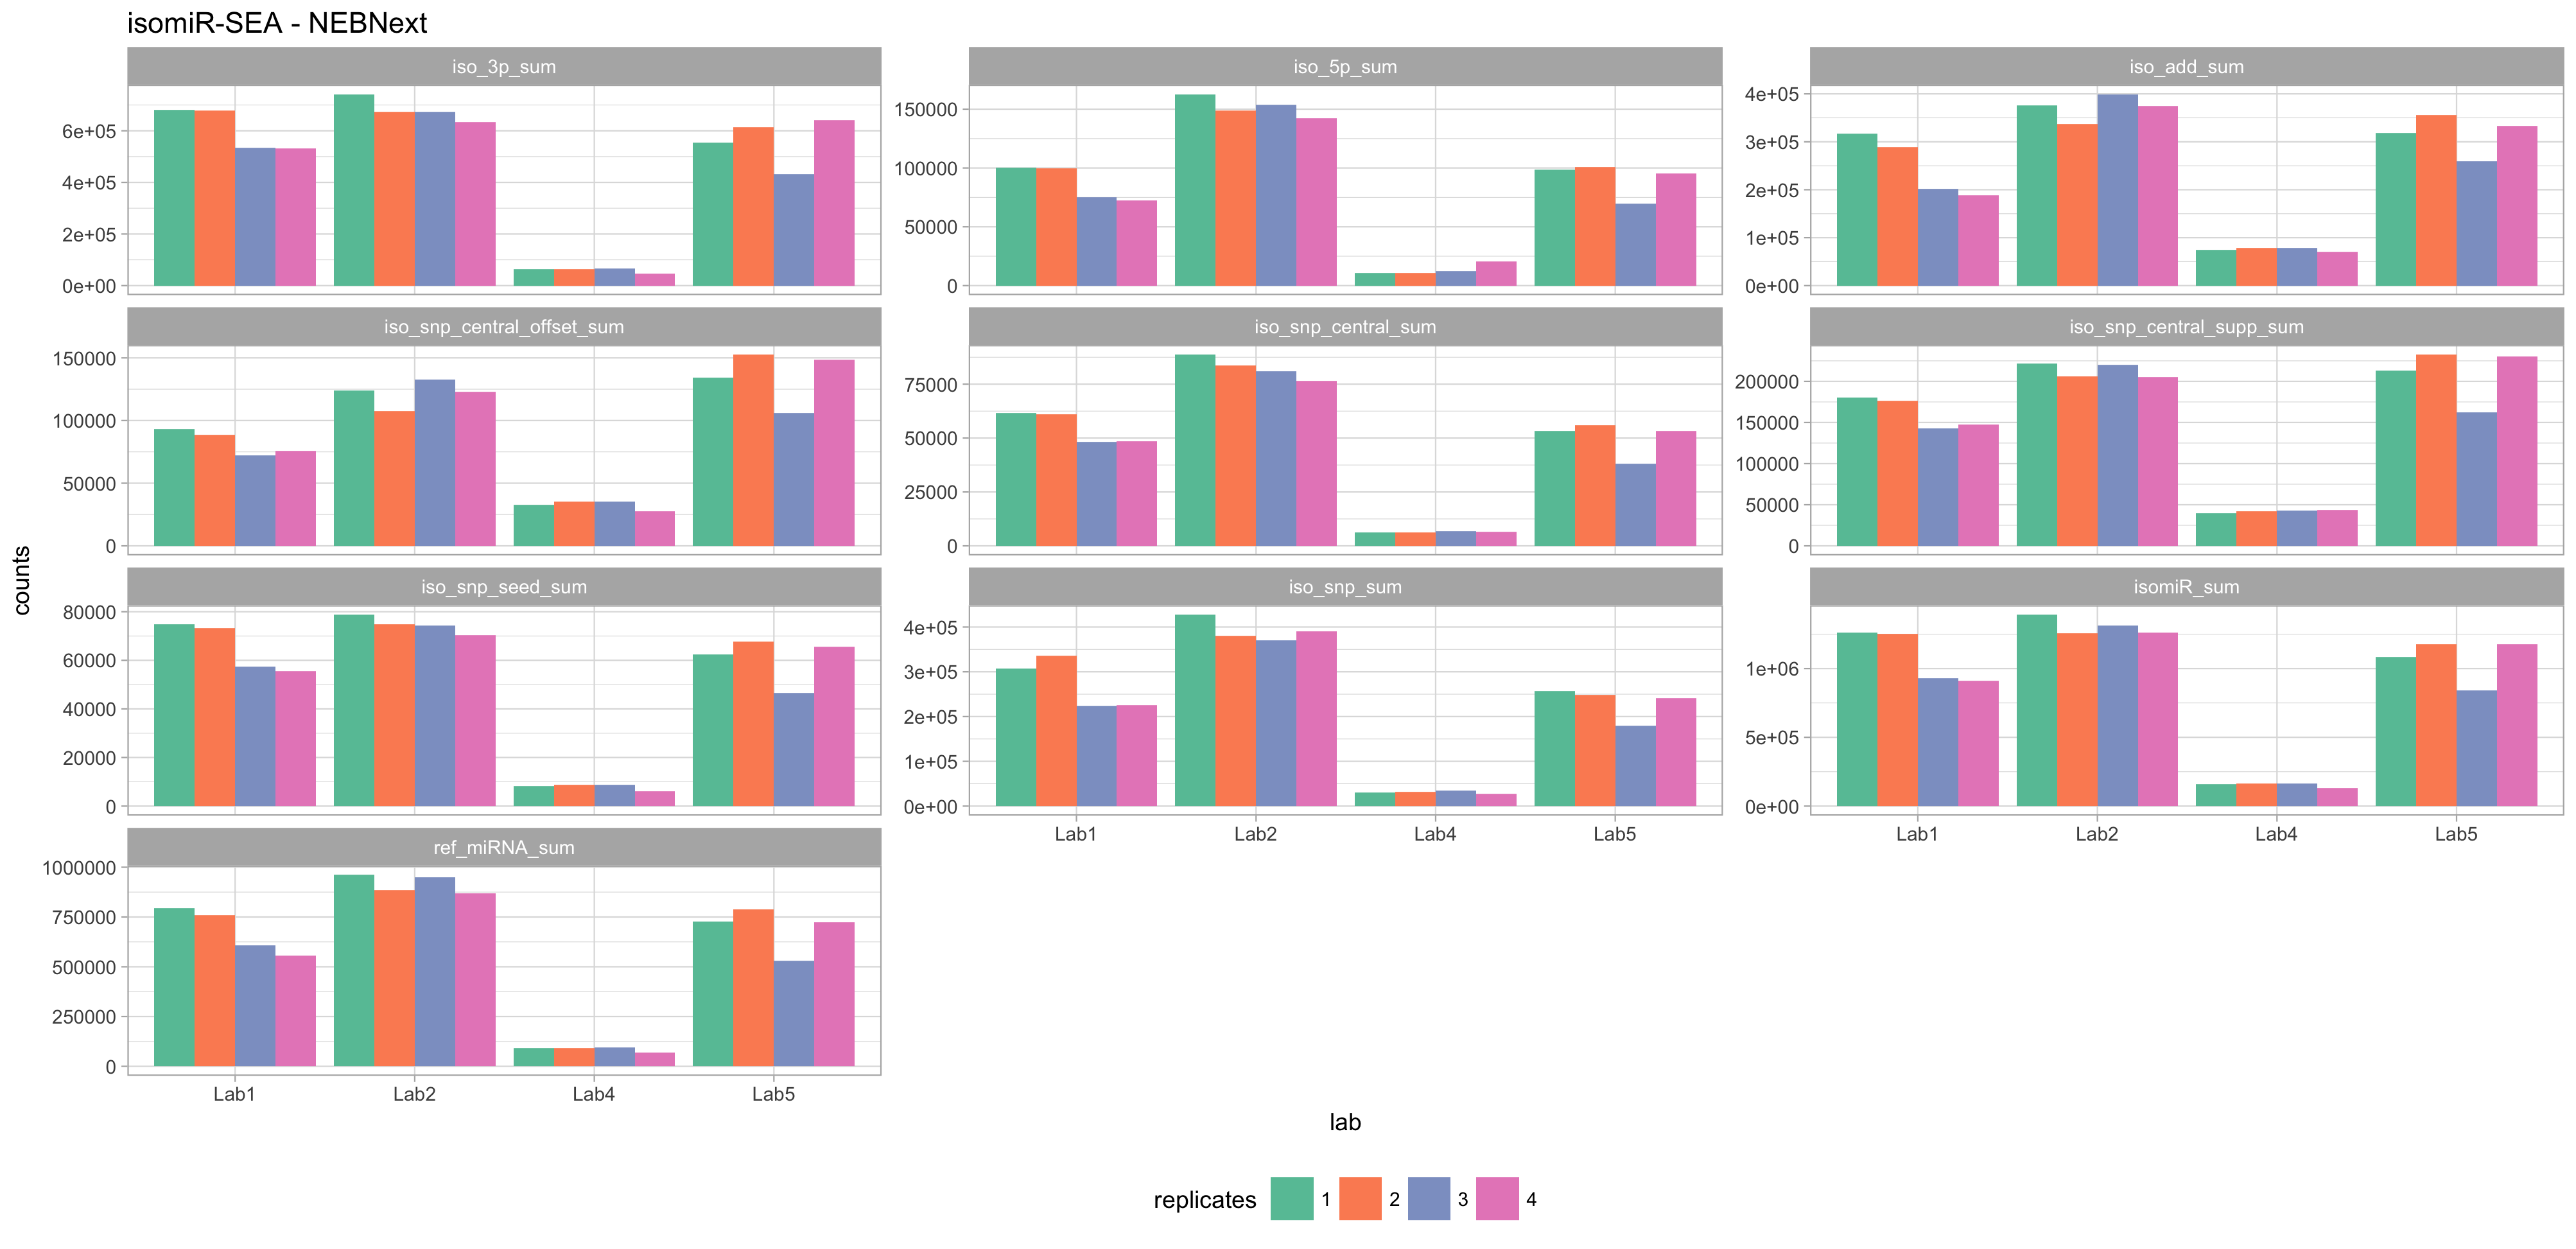 isomiR-SEA - NEBNext
iso_3p_sum
iso_5p_sum
iso_add_sum
6e+05
4e+05
2e+05
0e+00
150000
100000
50000
0
4e+05
3e+05
2e+05
1e+05
0e+00
iso_snp_central_offset_sum
iso_snp_central_sum
iso_snp_central_supp_sum
150000
100000
50000
0
75000
50000
25000
0
200000
150000
100000
50000
0
iso_snp_seed_sum
iso_snp_sum
isomiR_sum
80000
60000
40000
20000
0
4e+05
3e+05
2e+05
1e+05
0e+00
1e+06
5e+05
0e+00
Lab1 Lab2 Lab4 Lab5
Lab1 Lab2 Lab4 Lab5
ref_miRNA_sum
1000000
750000
500000
250000
0
Lab1 Lab2 Lab4 Lab5
counts
lab
replicates 1 2 3 4